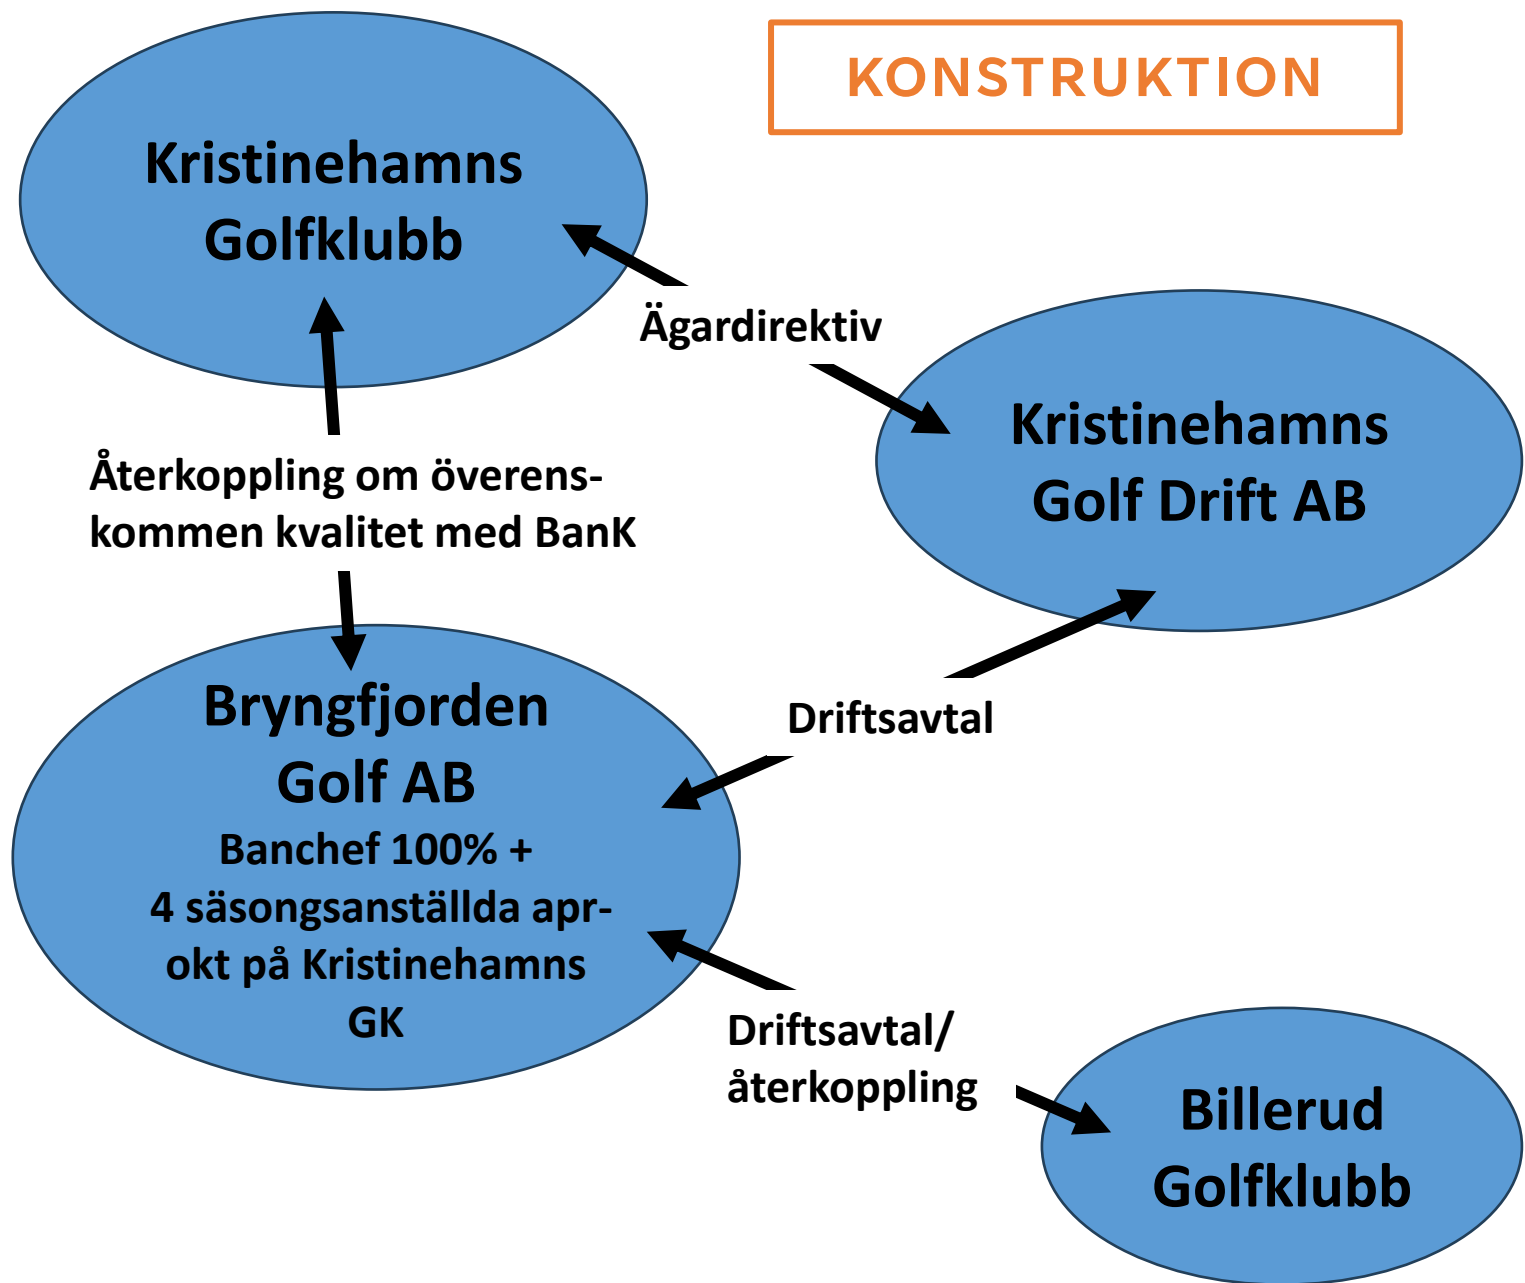 KONSTRUKTION
Kristinehamns
Golfklubb
Ägardirektiv
Kristinehamns
Golf Drift AB
Återkoppling om överens-
kommen kvalitet med BanK
Bryngfjorden
Golf AB
Banchef 100% +
4 säsongsanställda apr-
okt på Kristinehamns
GK
Driftsavtal
Driftsavtal/
återkoppling
Billerud
Golfklubb